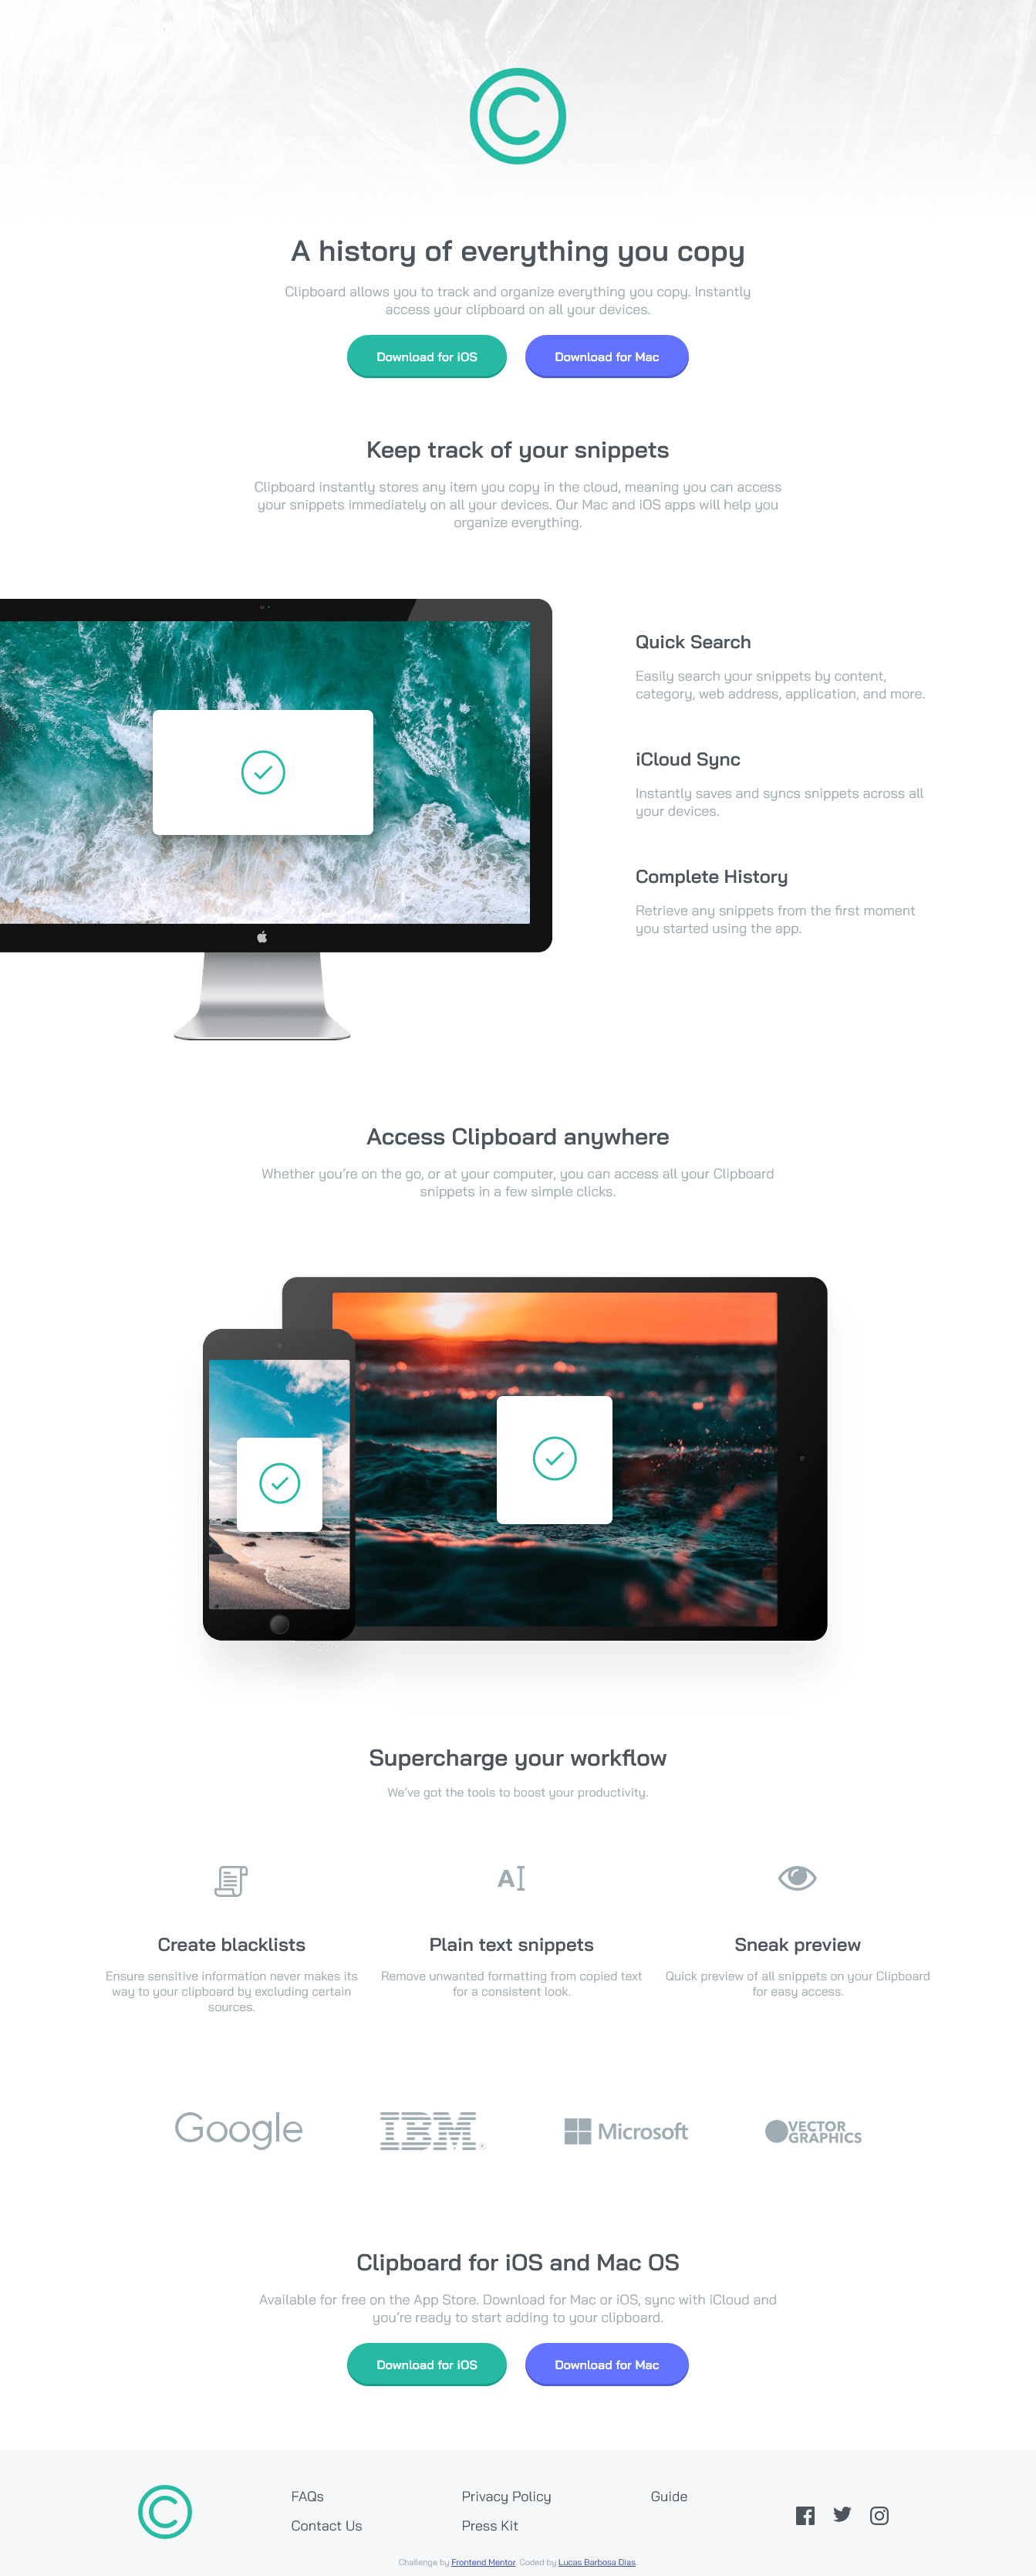 A history of everything you copy
Clipboard allows you to track and organize everything you copy. Instantly
access your clipboard on all your devices.
Download for iOS
Download for Mac
Keep track of your snippets
Clipboard instantly stores any item you copy in the cloud, meaning you can access
your snippets immediately on all your devices. Our Mac and iOS apps will help you
organize everything.
Quick Search
Easily search your snippets by content,
category, web address, application, and more.
iCloud Sync
Instantly saves and syncs snippets across all
your devices.
Complete History
Retrieve any snippets from the first moment
you started using the app.
Access Clipboard anywhere
Whether you’re on the go, or at your computer, you can access all your Clipboard
snippets in a few simple clicks.
Supercharge your workflow
We’ve got the tools to boost your productivity.
Create blacklists
Ensure sensitive information never makes its
way to your clipboard by excluding certain
sources.
Plain text snippets
Remove unwanted formatting from copied text
for a consistent look.
Sneak preview
Quick preview of all snippets on your Clipboard
for easy access.
Google
IBM
Microsoft
VECTOR
GRAPHICS
Clipboard for iOS and Mac OS
Available for free on the App Store. Download for Mac or iOS, sync with iCloud and
you’re ready to start adding to your clipboard.
Download for iOS
Download for Mac
FAQs
Contact Us
Privacy Policy
Press Kit
Guide
Challenge by Frontend Mentor. Coded by Lucas Barbosa Dias.